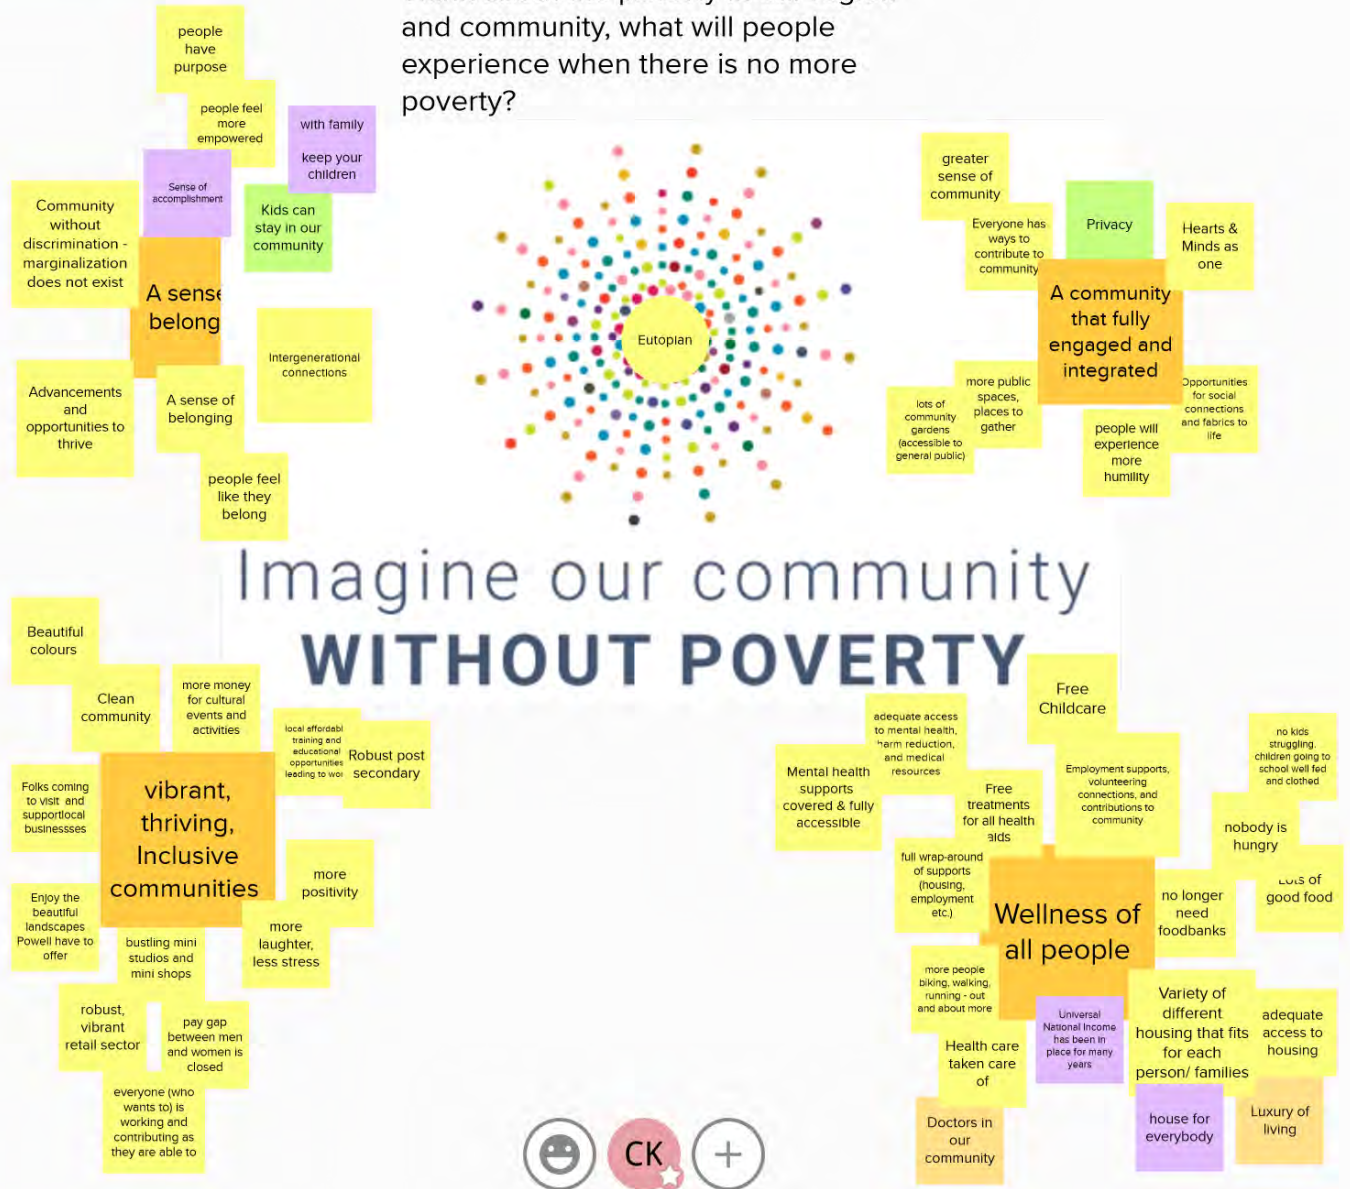 and community, what will people
experience when there is no more
poverty?
people
have
purpose
people feel
more
empowered
with family
keep your
children
Sense of
accomplishment
Kids can
stay in our
community
Community
without
discrimination -
marginalization
does not exist
A sense
belong
Intergenerational
connections
Advancements
and
opportunities to
thrive
A sense of
belonging
people feel
like they
belong
Eutopian
greater
sense of
community
Everyone has
ways to
contribute to
community
Privacy
Hearts &
Minds as
one
A community
that fully
engaged and
integrated
more public
spaces,
places to
gather
lots of
community
gardens
(accessible to
general public)
people will
experience
more
humility
Opportunities
for social
connections
and fabrics to
life
Imagine our community
WITHOUT POVERTY
Beautiful
colours
Clean
community
more money
for cultural
events and
activities
local affordabl
training and
educational
opportunities
leading to
Robust post
secondary
Folks coming
to visit and
supportlocal
businessses
vibrant,
thriving,
Inclusive
communities
more
positivity
Enjoy the
beautiful
landscapes
Powell have to
offer
bustling mini
studios and
mini shops
more
laughter,
less stress
robust,
vibrant
retail sector
pay gap
between men
and women is
closed
everyone (who
wants to) is
working and
contributing as
they are able to
Free
Childcare
adequate access
to mental health,
harm reduction,
and medical
resources
Mental health
supports
covered & fully
accessible
Free
treatments
for all health
aids
Employment supports,
volunteering
connections, and
contributions to
community
no kids
struggling.
children going to
school well fed
and clothed
nobody is
hungry
Lots of
good food
full wrap-around
of supports
(housing,
employment
etc.)
Wellness of
all people
no longer
need
foodbanks
more people
biking, walking,
running - out
and about more
Universal
National Income
has been in
place for many
years
Variety of
different
housing that fits
for each
person/ families
adequate
access to
housing
Health care
taken care
of
Doctors in
our
community
house for
everybody
Luxury of
living
CK